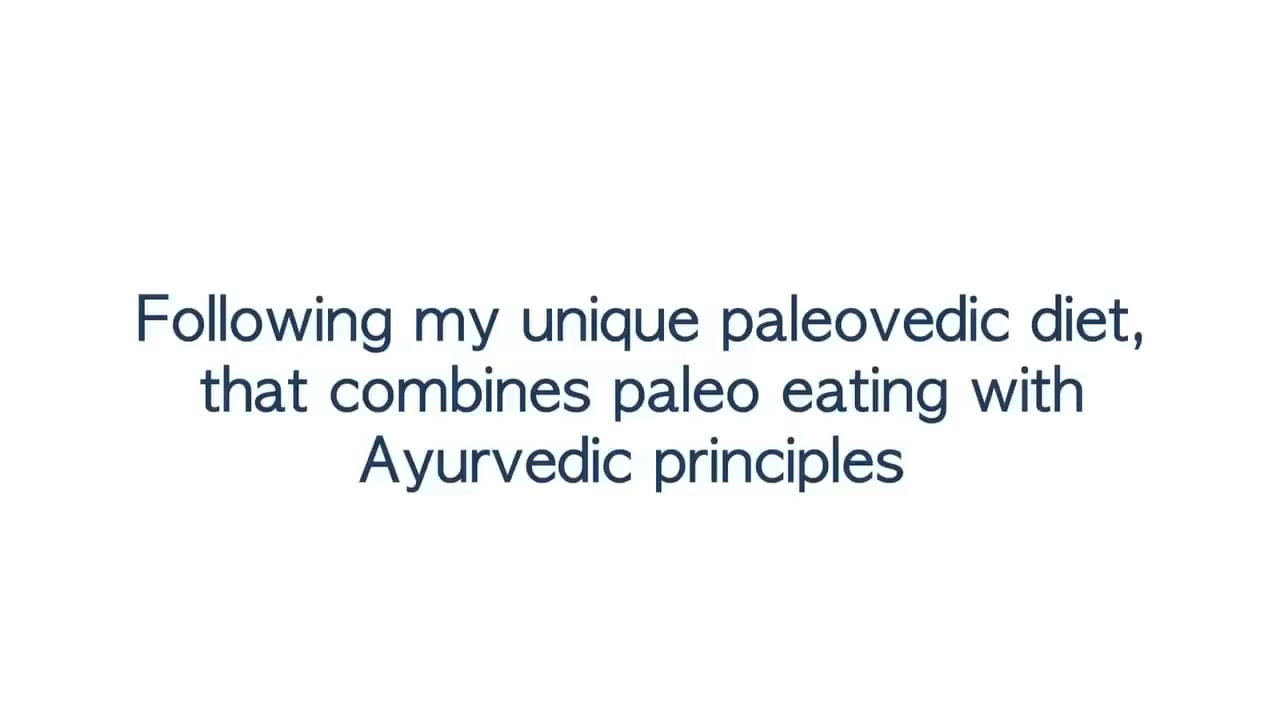 Following my unique paleovedic diet,
that combines paleo eating with
Ayurvedic principles